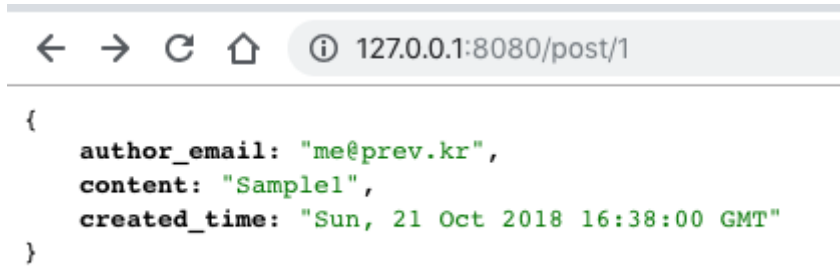 127.0.0.1:8080/post/1
{
author_email: "me@prev.kr",
content: "Sample1",
created_time: "Sun, 21 Oct 2018 16:38:00 GMT"
}